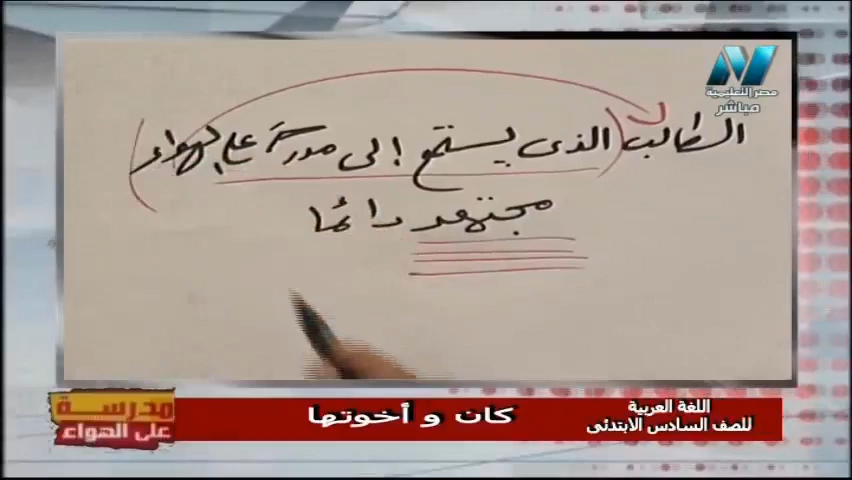 مصر التعليمية
مباشر
الطالب (الذى يستمع إلى مدرسة على الهواء)
مجتهد دائما
مدرسة
على الهواء
كان و أخوتها
اللغة العربية
للصف السادس الابتدئى